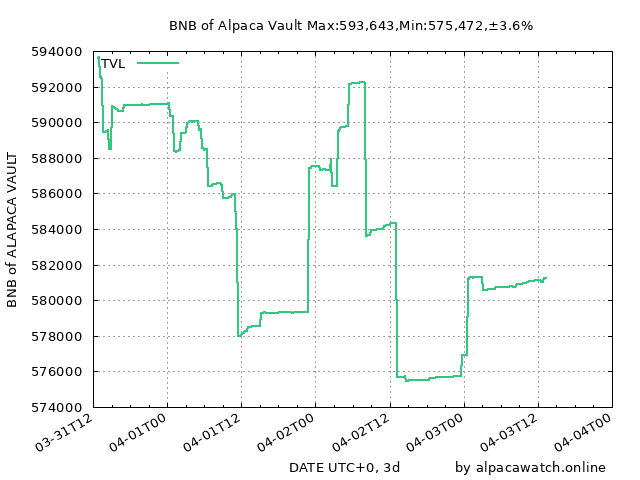 BNB of Alpaca Vault Max:593,643,Min:575,472,±3.6%
594000
592000
590000
588000
586000
584000
582000
580000
578000
576000
574000
TVL
BNB of ALAPACA VAULT
03-31T12
04-01T00
04-01T12
04-02T00
04-02T12
04-03T00
04-03T12
04-04T00
DATE UTC+0, 3d
by alpacawatch.online